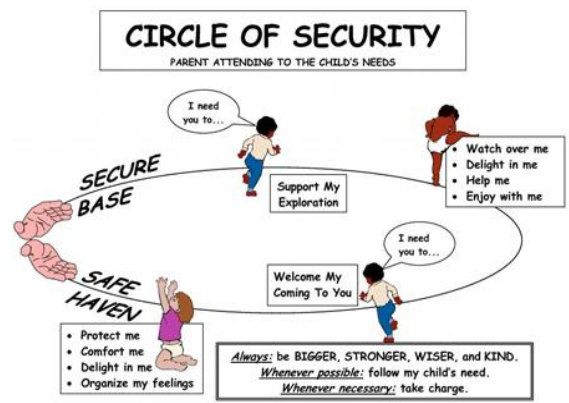 CIRCLE OF SECURITY
PARENT ATTENDING TO THE CHILD'S NEEDS
I need
you to...
SECURE
BASE
Support My
Exploration
• Watch over me
• Delight in me
• Help me
• Enjoy with me
I need
you to...
Welcome My
Coming To You
SAFE
HAVEN
• Protect me
• Comfort me
• Delight in me
• Organize my feelings
Always: be BIGGER, STRONGER, WISER, and KIND.
Whenever possible: follow my child's need.
Whenever necessary: take charge.